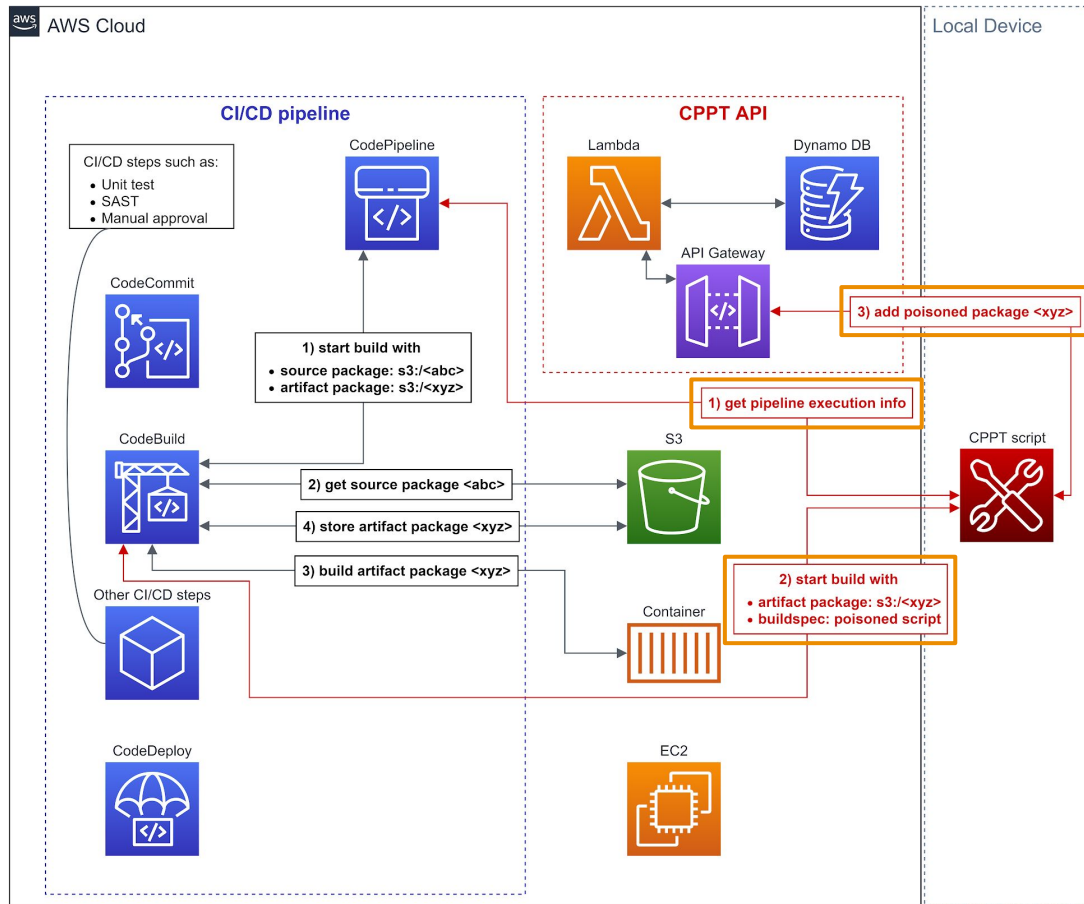 aws
AWS Cloud
Local Device
CI/CD pipeline
CPPT API
CI/CD steps such as:
• Unit test
• SAST
• Manual approval
CodePipeline
Lambda
Dynamo DB
API Gateway
CodeCommit
3) add poisoned package <xyz>
1) start build with
• source package: s3:/<abc>
• artifact package: s3:/<xyz>
1) get pipeline execution info
CodeBuild
S3
CPPT script
2) get source package <abc>
4) store artifact package <xyz>
3) build artifact package <xyz>
2) start build with
• artifact package: s3:/<xyz>
• buildspec: poisoned script
Other CI/CD steps
Container
CodeDeploy
EC2